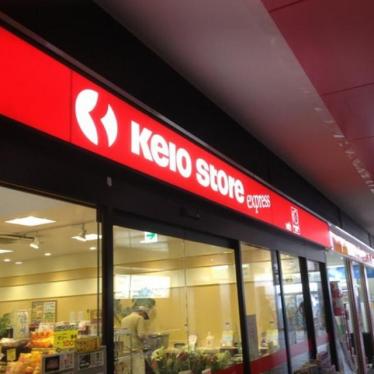 Keio Store express